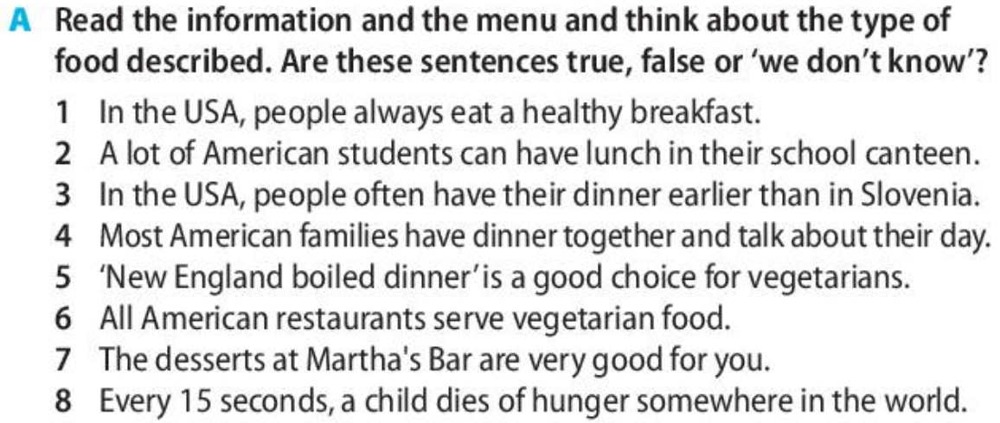 A Read the information and the menu and think about the type of
food described. Are these sentences true, false or ‘we don’t know’?
1 In the USA, people always eat a healthy breakfast.
2 A lot of American students can have lunch in their school canteen.
3 In the USA, people often have their dinner earlier than in Slovenia.
4 Most American families have dinner together and talk about their day.
5 ‘New England boiled dinner’ is a good choice for vegetarians.
6 All American restaurants serve vegetarian food.
7 The desserts at Martha's Bar are very good for you.
8 Every 15 seconds, a child dies of hunger somewhere in the world.